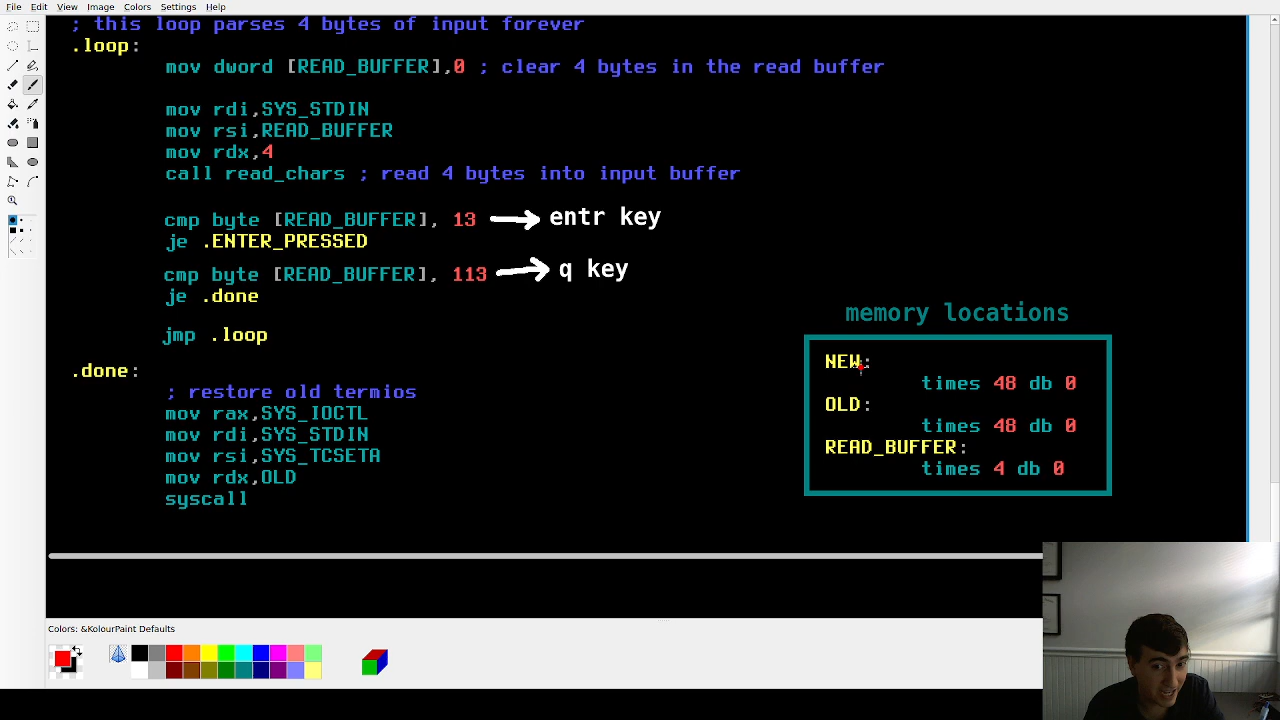 File Edit View Image Colors Settings Help
; this loop parses 4 bytes of input forever
.loop:
mov dword [READ_BUFFER],0 ; clear 4 bytes in the read buffer
mov rdi,SYS_STDIN
mov rsi,READ_BUFFER
mov rdx,4
call read_chars ; read 4 bytes into input buffer
cmp byte [READ_BUFFER], 13 entr key
je .ENTER_PRESSED
cmp byte [READ_BUFFER], 113 q key
je .done
jmp .loop
.done:
; restore old termios
mov rax,SYS_IOCTL
mov rdi,SYS_STDIN
mov rsi,SYS_TCSETA
mov rdx,OLD
syscall
memory locations
NEW:
times 48 db 0
OLD:
times 48 db 0
READ_BUFFER:
times 4 db 0
Colors: &KolourPaint Defaults